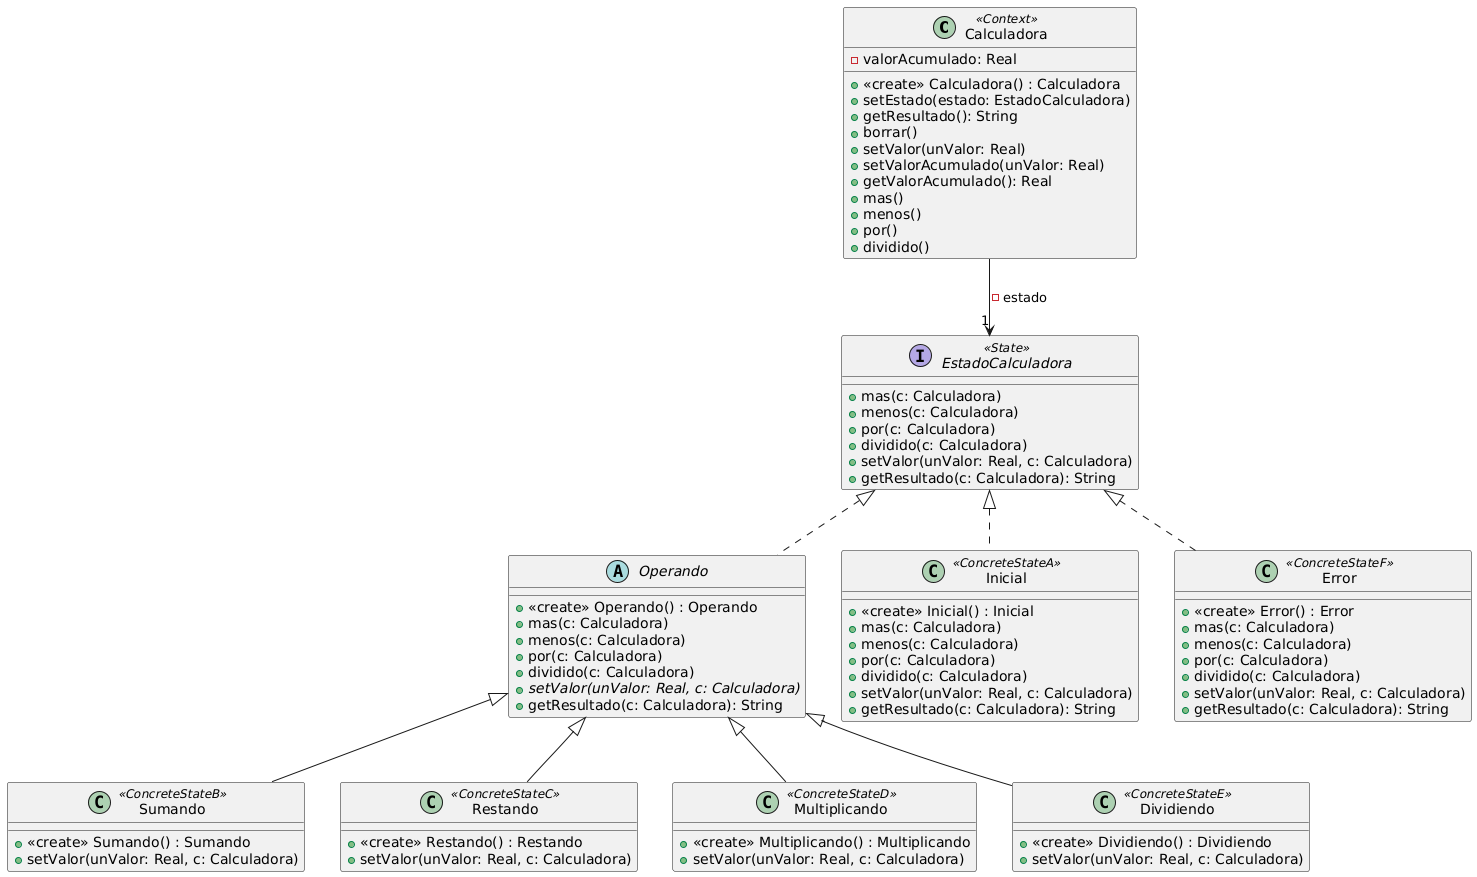 «Context»
C Calculadora
valorAcumulado: Real
«create» Calculadora() : Calculadora
setEstado(estado: EstadoCalculadora)
getResultado(): String
borrar()
setValor(unValor: Real)
setValorAcumulado(unValor: Real)
getValorAcumulado(): Real
mas()
menos()
por()
dividido()
estado
1
«State»
I EstadoCalculadora
mas(c: Calculadora)
menos(c: Calculadora)
por(c: Calculadora)
dividido(c: Calculadora)
setValor(unValor: Real, c: Calculadora)
getResultado(c: Calculadora): String
A Operando
«create» Operando() : Operando
mas(c: Calculadora)
menos(c: Calculadora)
por(c: Calculadora)
dividido(c: Calculadora)
setValor(unValor: Real, c: Calculadora)
getResultado(c: Calculadora): String
«ConcreteStateA»
C Inicial
«create» Inicial() : Inicial
mas(c: Calculadora)
menos(c: Calculadora)
por(c: Calculadora)
dividido(c: Calculadora)
setValor(unValor: Real, c: Calculadora)
getResultado(c: Calculadora): String
«ConcreteStateF»
C Error
«create» Error() : Error
mas(c: Calculadora)
menos(c: Calculadora)
por(c: Calculadora)
dividido(c: Calculadora)
setValor(unValor: Real, c: Calculadora)
getResultado(c: Calculadora): String
«ConcreteStateB»
C Sumando
«create» Sumando() : Sumando
setValor(unValor: Real, c: Calculadora)
«ConcreteStateC»
C Restando
«create» Restando() : Restando
setValor(unValor: Real, c: Calculadora)
«ConcreteStateD»
C Multiplicando
«create» Multiplicando() : Multiplicando
setValor(unValor: Real, c: Calculadora)
«ConcreteStateE»
C Dividiendo
«create» Dividiendo() : Dividiendo
setValor(unValor: Real, c: Calculadora)